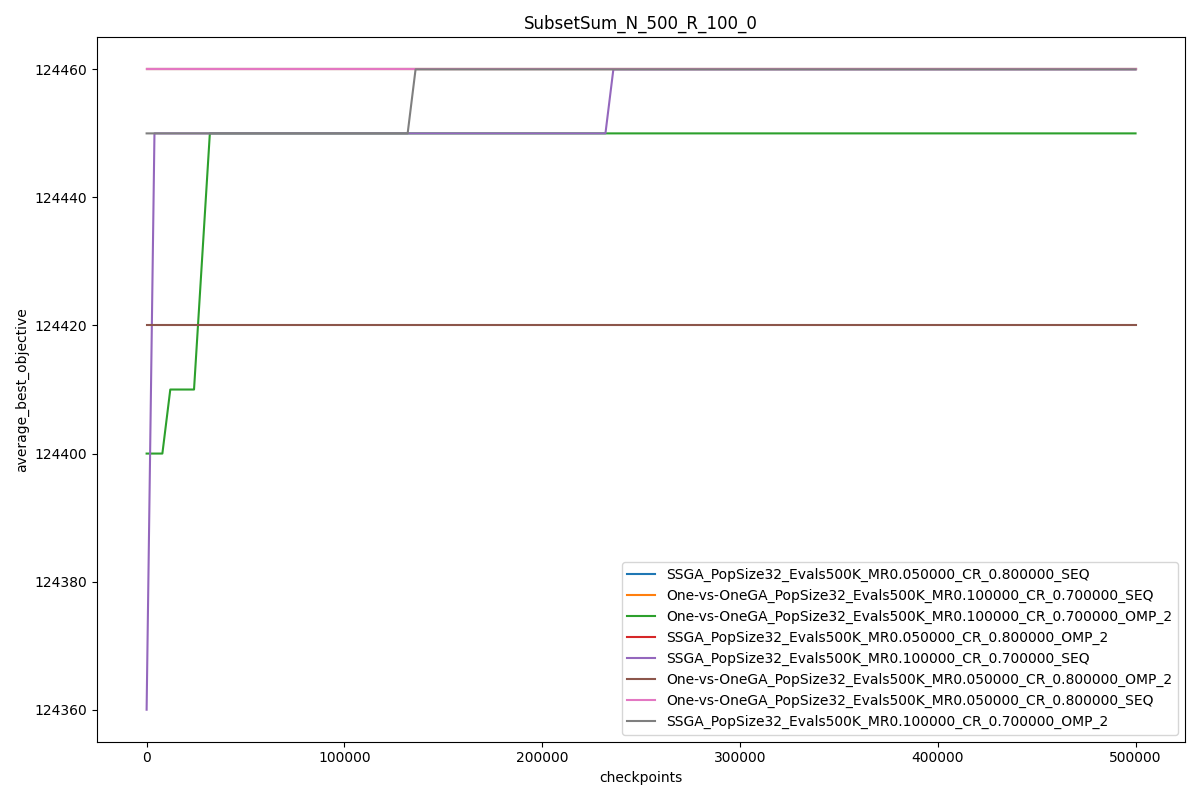 SubsetSum_N_500_R_100_0
124460
124440
124420
124400
124380
124360
average_best_objective
0
100000
200000
300000
400000
500000
checkpoints
SSGA_PopSize32_Evals500K_MR0.050000_CR_0.800000_SEQ
One-vs-OneGA_PopSize32_Evals500K_MR0.100000_CR_0.700000_SEQ
One-vs-OneGA_PopSize32_Evals500K_MR0.100000_CR_0.700000_OMP_2
SSGA_PopSize32_Evals500K_MR0.050000_CR_0.800000_OMP_2
SSGA_PopSize32_Evals500K_MR0.100000_CR_0.700000_SEQ
One-vs-OneGA_PopSize32_Evals500K_MR0.050000_CR_0.800000_OMP_2
One-vs-OneGA_PopSize32_Evals500K_MR0.050000_CR_0.800000_SEQ
SSGA_PopSize32_Evals500K_MR0.100000_CR_0.700000_OMP_2